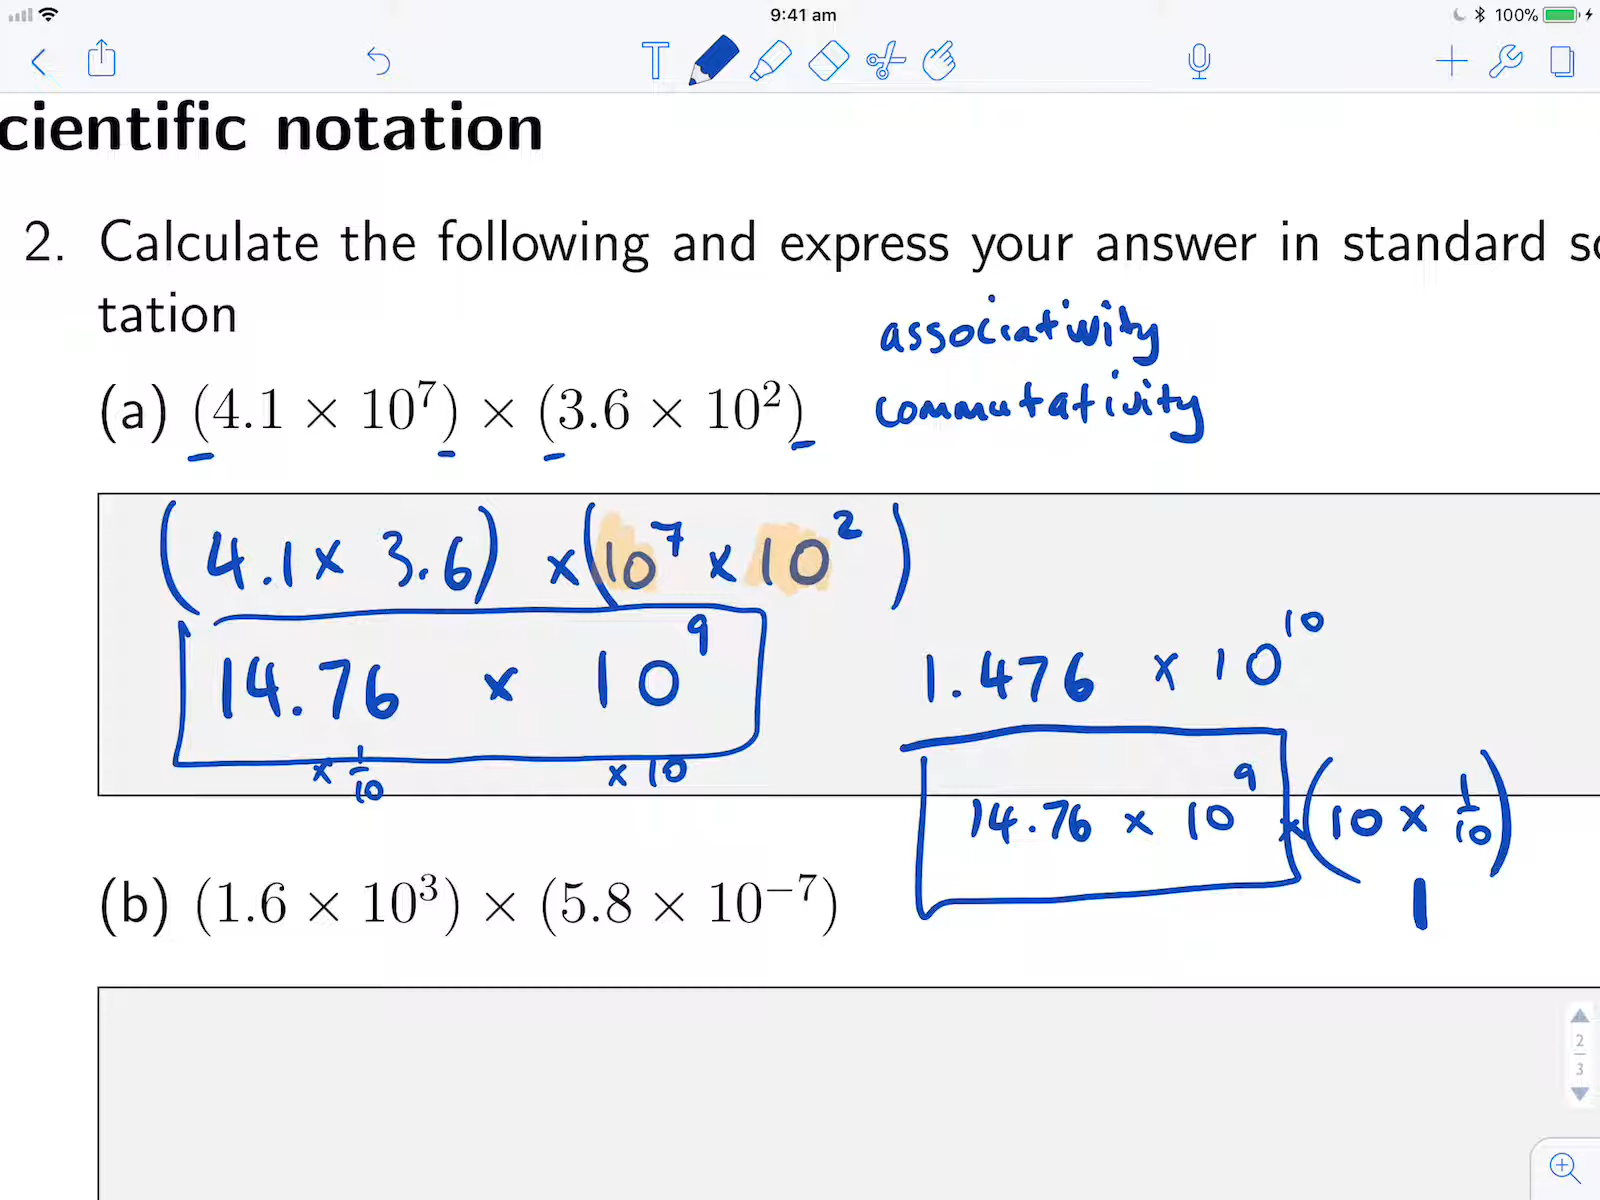 9:41 am
100%
cientific notation
2. Calculate the following and express your answer in standard sc
tation
associativity
(a) (4.1 × 10⁷) × (3.6 × 10²)
commutativity
(4.1 × 3.6) × (10⁷ × 10²)
14.76 × 10⁹
1.476 × 10¹⁰
× 1/10 × 10
14.76 × 10⁹ × (10 × 1/10)
1
(b) (1.6 × 10³) × (5.8 × 10⁻⁷)
2
3